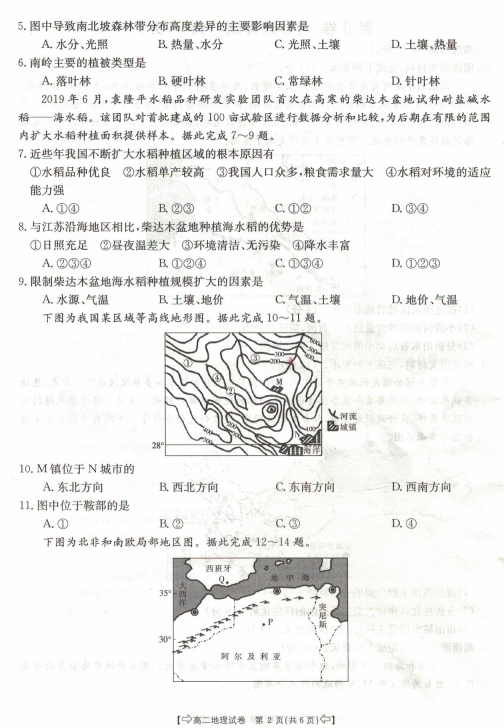 5. 图中导致南北坡森林带分布高度差异的主要影响因素是
A. 水分、光照 B. 热量、水分 C. 光照、土壤 D. 土壤、热量
6. 南岭主要的植被类型是
A. 落叶林 B. 硬叶林 C. 常绿林 D. 针叶林
2019年6月,袁隆平水稻品种研发实验团队首次在高寒的柴达木盆地试种耐盐碱水
稻——海水稻。该团队对首批建成的100亩试验区进行数据分析和比较,为后期在有限的范围
内扩大水稻种植面积提供样本。据此完成7~9题。
7. 近些年我国不断扩大水稻种植区域的根本原因有
①水稻品种优良 ②水稻单产较高 ③我国人口众多,粮食需求量大 ④水稻对环境的适应
能力强
A. ①④ B. ②③ C. ①② D. ③④
8. 与江苏沿海地区相比,柴达木盆地种植海水稻的优势是
①日照充足 ②昼夜温差大 ③环境清洁、无污染 ④降水丰富
A. ②③④ B. ①②④ C. ①③④ D. ①②③
9. 限制柴达木盆地海水稻种植规模扩大的因素是
A. 水源、气温 B. 土壤、地价 C. 气温、土壤 D. 地价、气温
下图为我国某区域等高线地形图。据此完成10~11题。
500
400
300
200
① ③ ④ ②
M
N
100
400
300
200
河流
城镇
28°
海洋
10. M镇位于N城市的
A. 东北方向 B. 西北方向 C. 东南方向 D. 西南方向
11. 图中位于鞍部的是
A. ① B. ② C. ③ D. ④
下图为北非和南欧局部地区图。据此完成12~14题。
西班牙
Q
地中海
大西洋
35°
突尼斯
P
30°
阿尔及利亚
【高二地理试卷 第2页(共6页)】